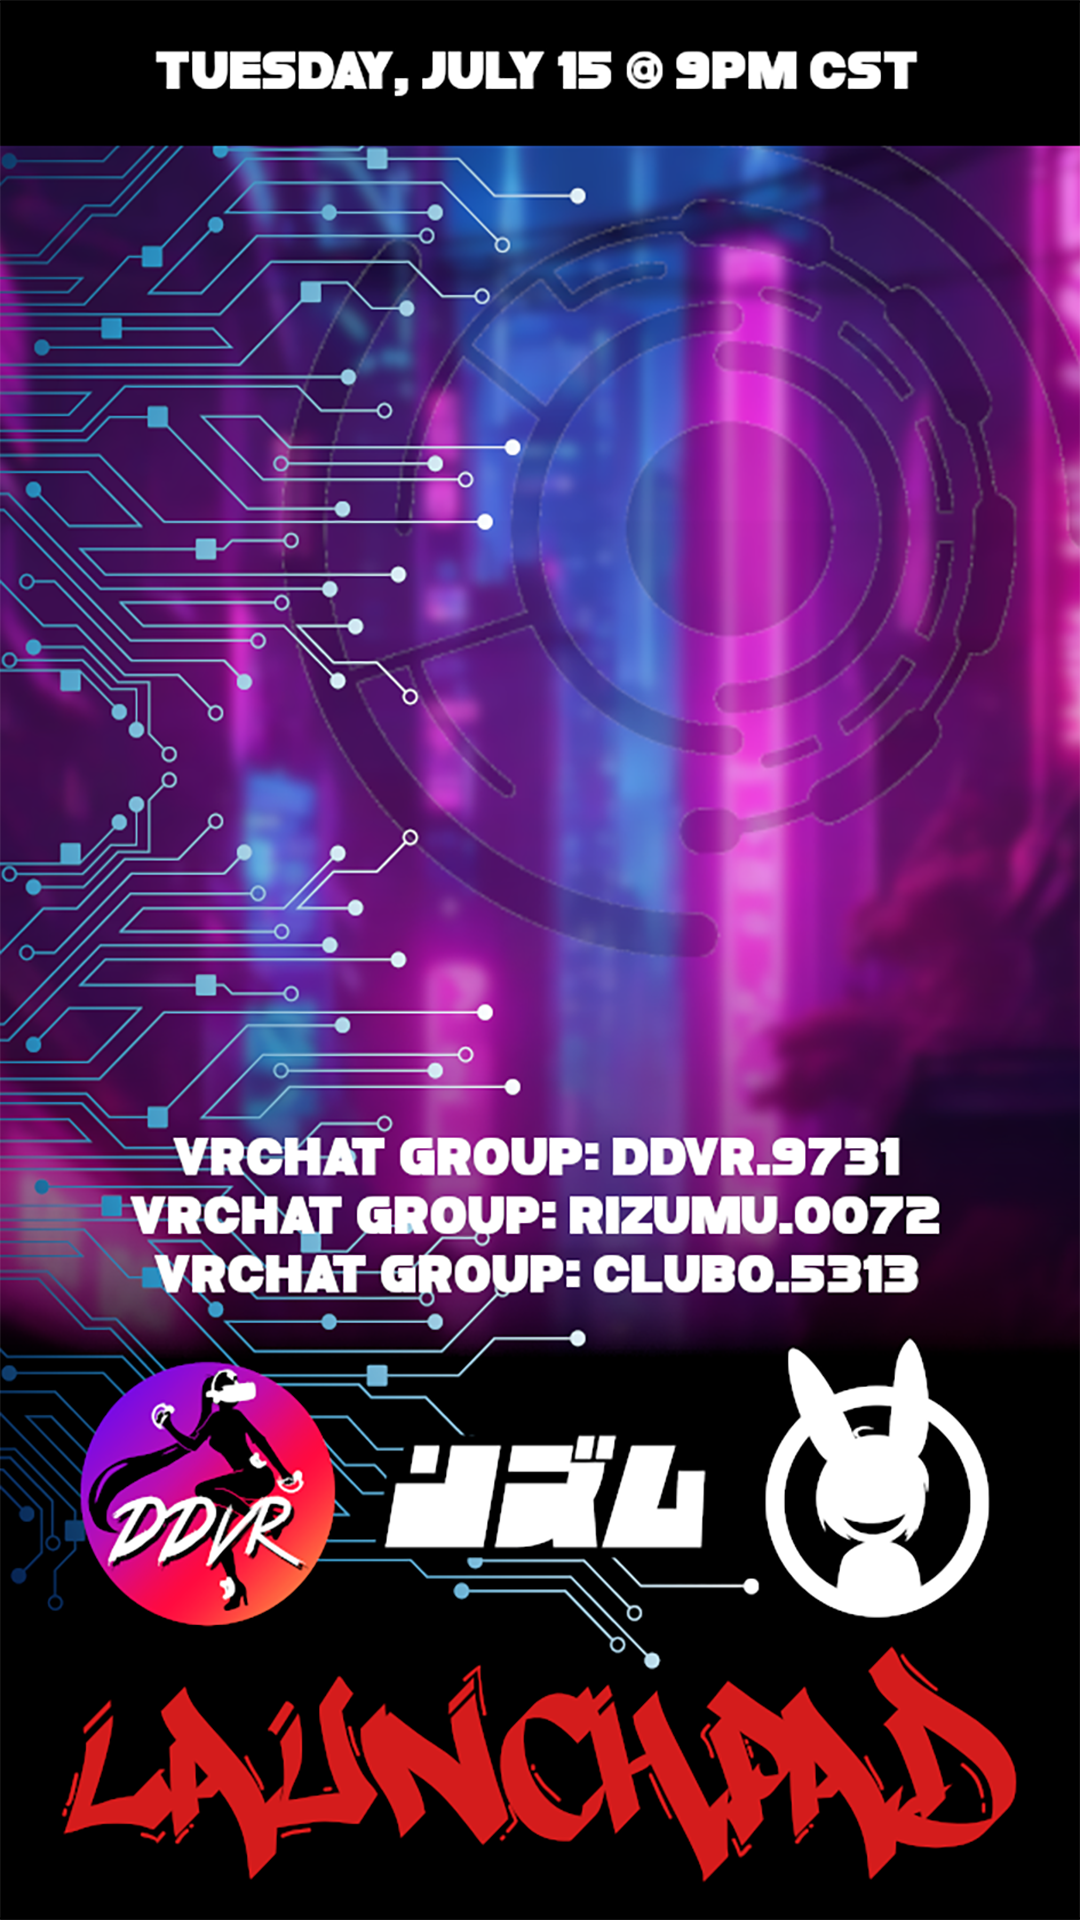 TUESDAY, JULY 15 @ 9PM CST
VRCHAT GROUP: DDVR.9731
VRCHAT GROUP: RIZUMU.0072
VRCHAT GROUP: CLUB0.5313
DDVR
リズム
LAUNCHPAD